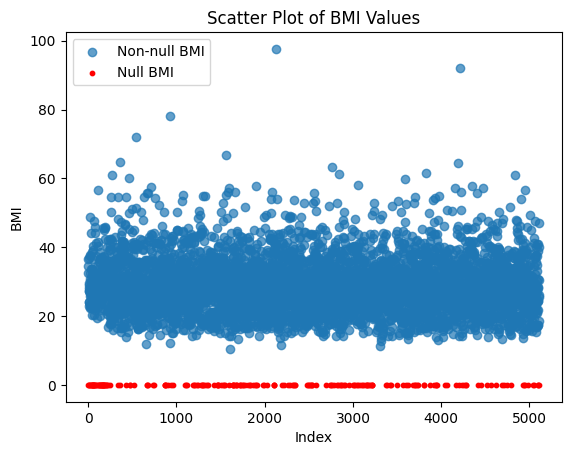 Scatter Plot of BMI Values
Non-null BMI
Null BMI
BMI
100
80
60
40
20
0
0 1000 2000 3000 4000 5000
Index